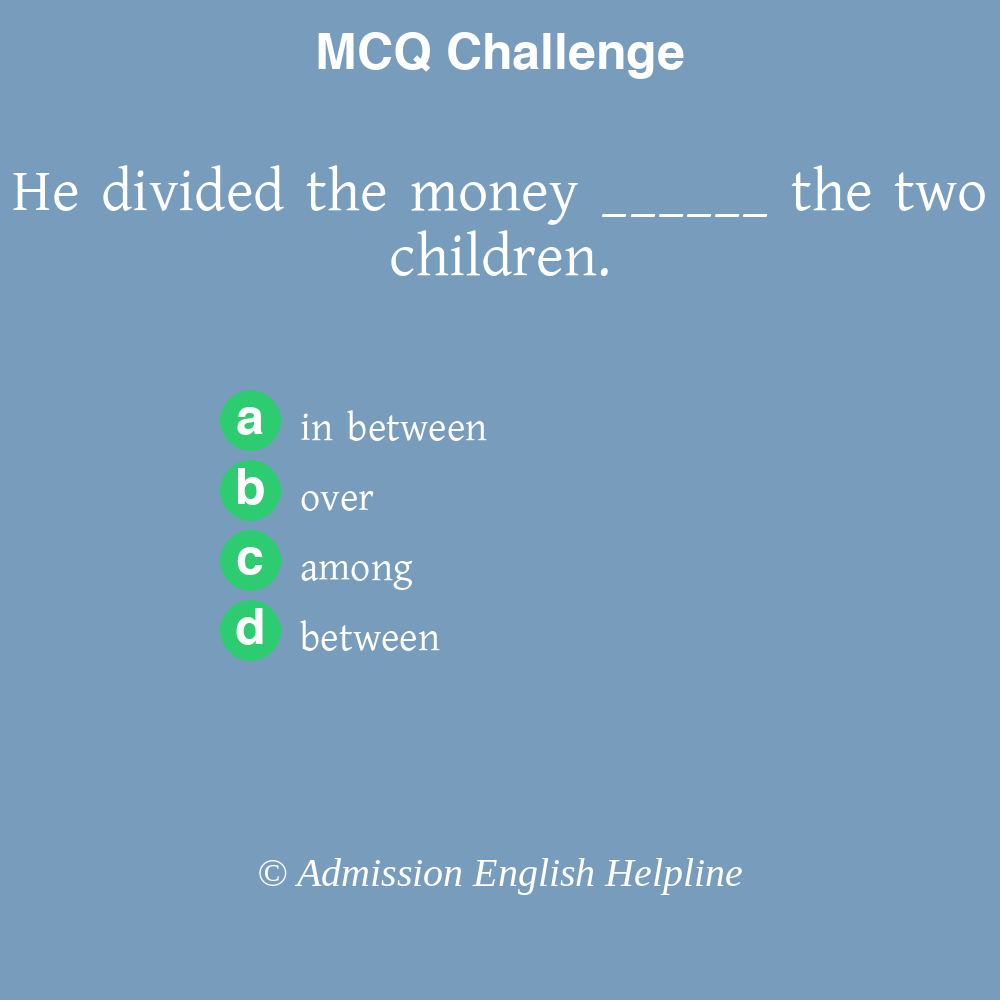 MCQ Challenge
He divided the money ______ the two
children.
a in between
b over
c among
d between
© Admission English Helpline